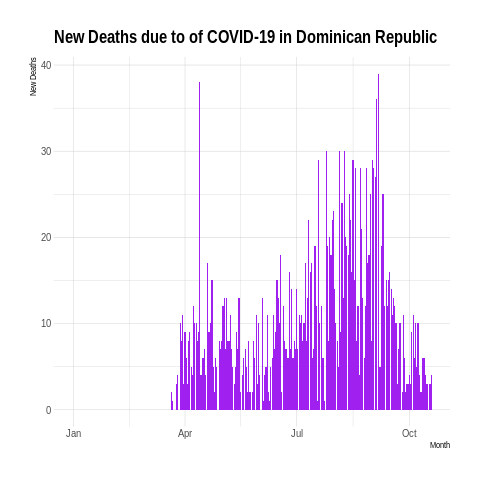 New Deaths due to of COVID-19 in Dominican Republic
New Deaths
40
30
20
10
0
Jan Apr Jul Oct
Month